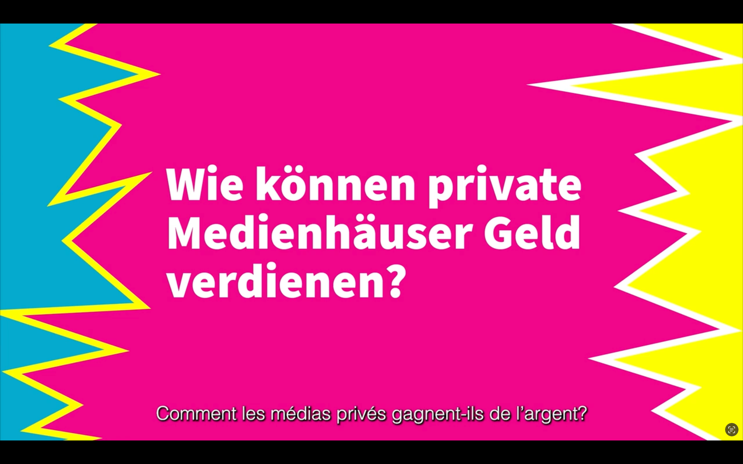 Wie können private
Medienhäuser Geld
verdienen?
Comment les médias privés gagnent-ils de l'argent?